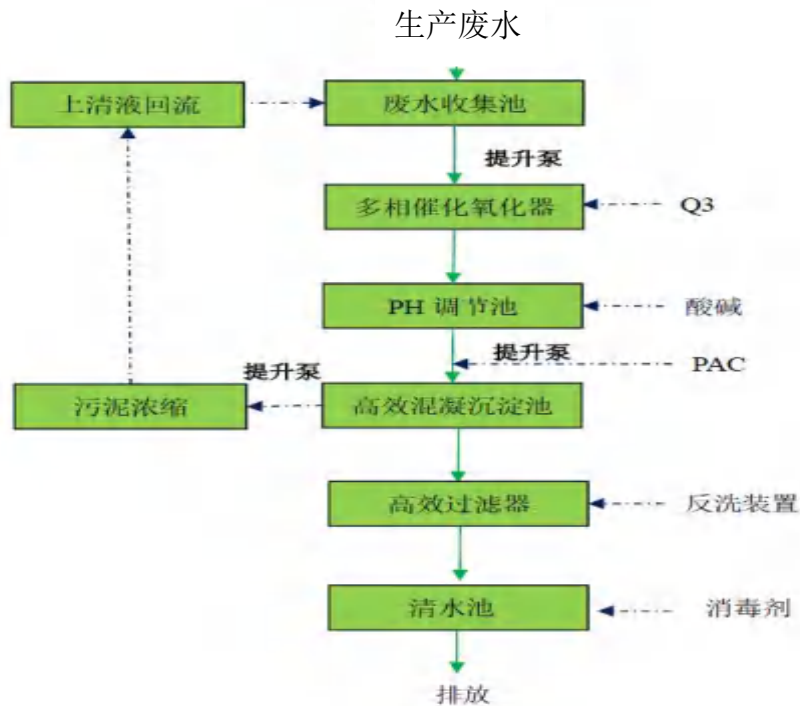 生产废水
上清液回流
废水收集池
提升泵
多相催化氧化器
Q3
PH 调节池
酸碱
提升泵
PAC
提升泵
污泥浓缩
高效混凝沉淀池
高效过滤器
反洗装置
清水池
消毒剂
排放